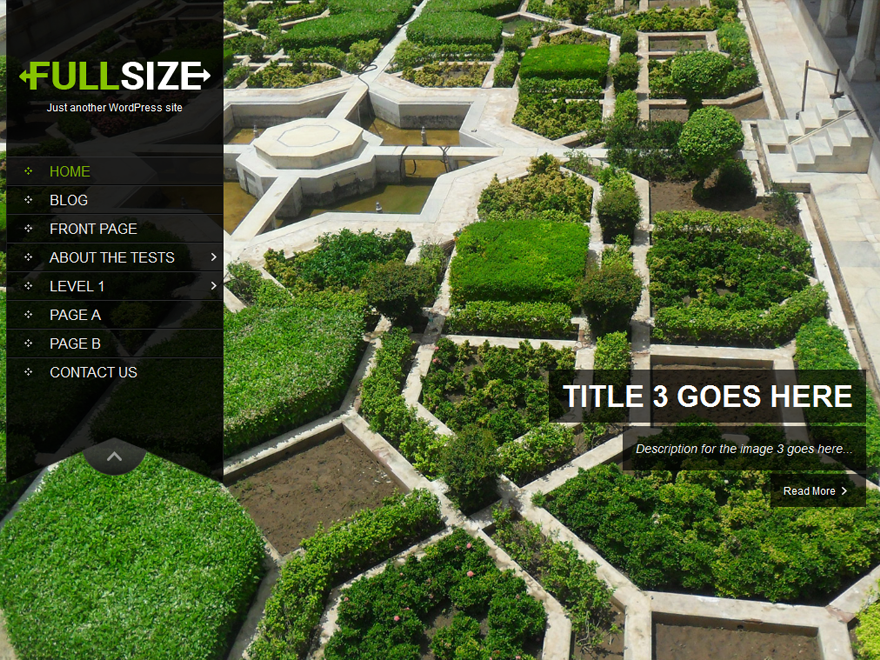 FULLSIZE
Just another WordPress site
HOME
BLOG
FRONT PAGE
ABOUT THE TESTS
LEVEL 1
PAGE A
PAGE B
CONTACT US
TITLE 3 GOES HERE
Description for the image 3 goes here...
Read More